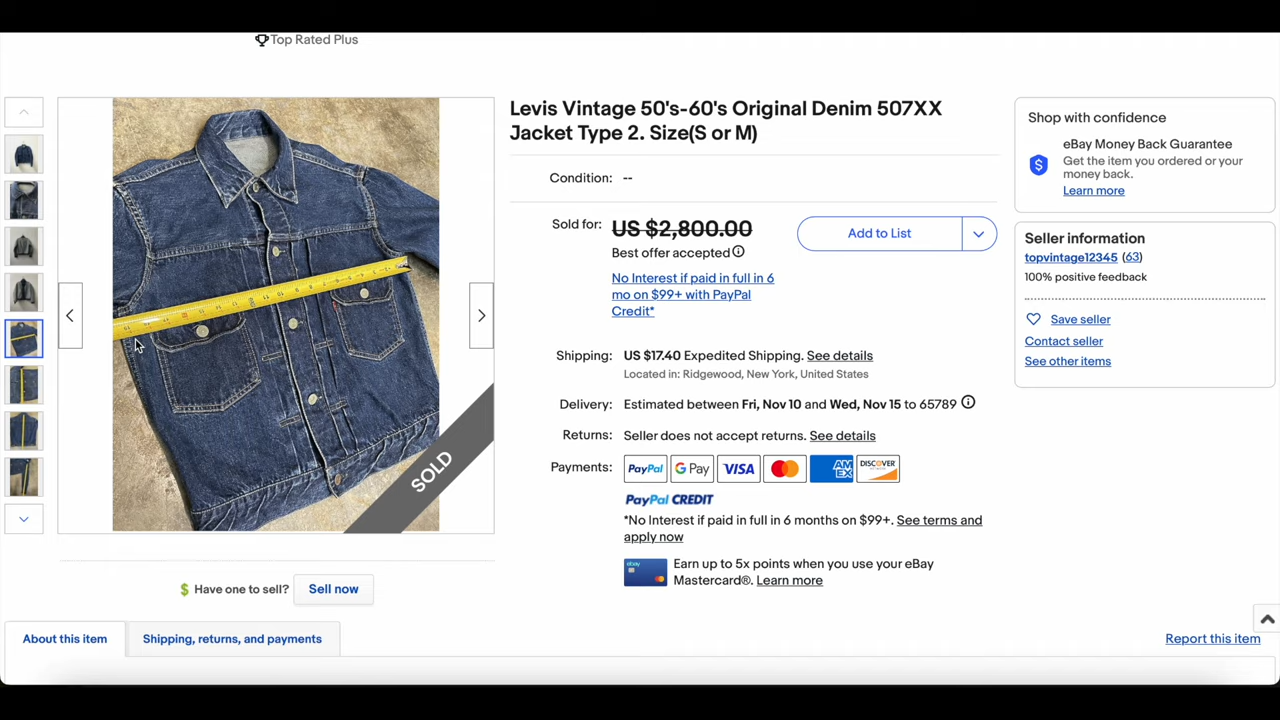 Top Rated Plus
Levis Vintage 50's-60's Original Denim 507XX
Jacket Type 2. Size(S or M)
Condition: --
Sold for: US $2,800.00
Best offer accepted
No Interest if paid in full in 6
mo on $99+ with PayPal
Credit*
Add to List
Shipping: US $17.40 Expedited Shipping. See details
Located in: Ridgewood, New York, United States
Delivery: Estimated between Fri, Nov 10 and Wed, Nov 15 to 65789
Returns: Seller does not accept returns. See details
Payments: PayPal G Pay VISA MasterCard AM EX DISCOVER
PayPal CREDIT
*No Interest if paid in full in 6 months on $99+. See terms and
apply now
ebay
Earn up to 5x points when you use your eBay
Mastercard®. Learn more
Shop with confidence
eBay Money Back Guarantee
Get the item you ordered or your
money back.
Learn more
Seller information
topvintage12345 (63)
100% positive feedback
Save seller
Contact seller
See other items
SOLD
Have one to sell? Sell now
About this item
Shipping, returns, and payments
Report this item